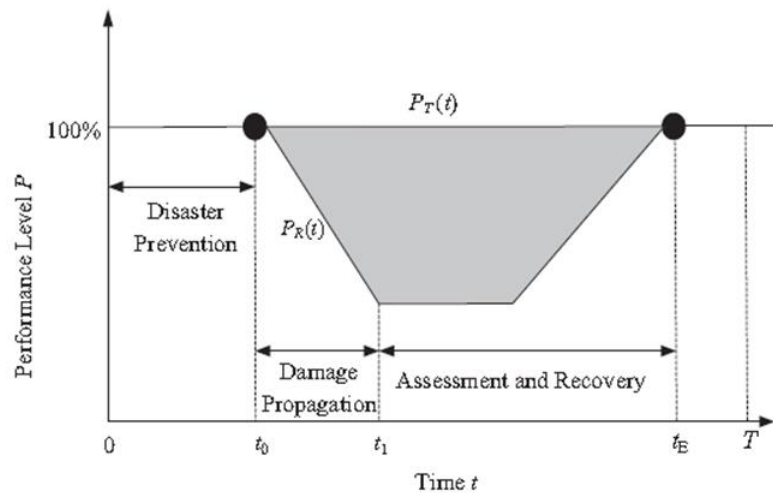 P_T(t)
100%
Performance Level P
Disaster
Prevention
P_R(t)
Damage
Propagation
Assessment and Recovery
0
t_0
t_1
t_E
T
Time t